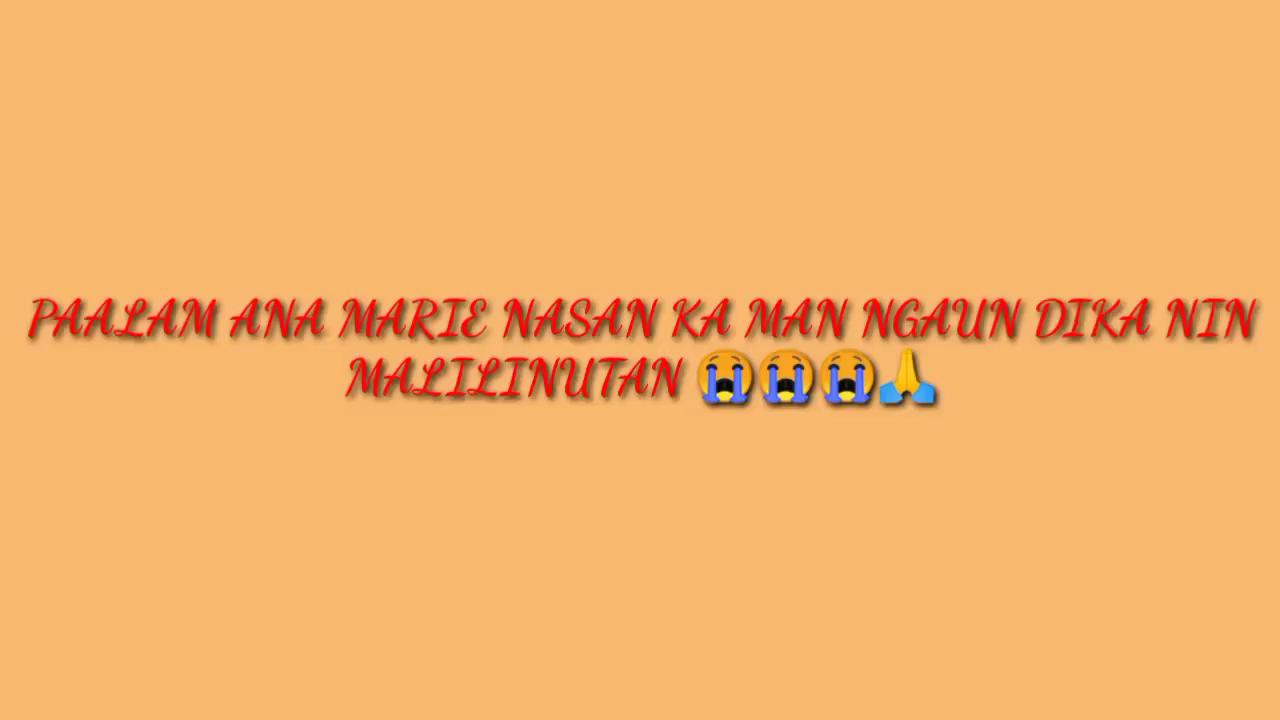 PAALAM ANA MARIE NASAN KA MAN NGAUN DIKA NIN
MALILINUTAN 😭😭😭🙏